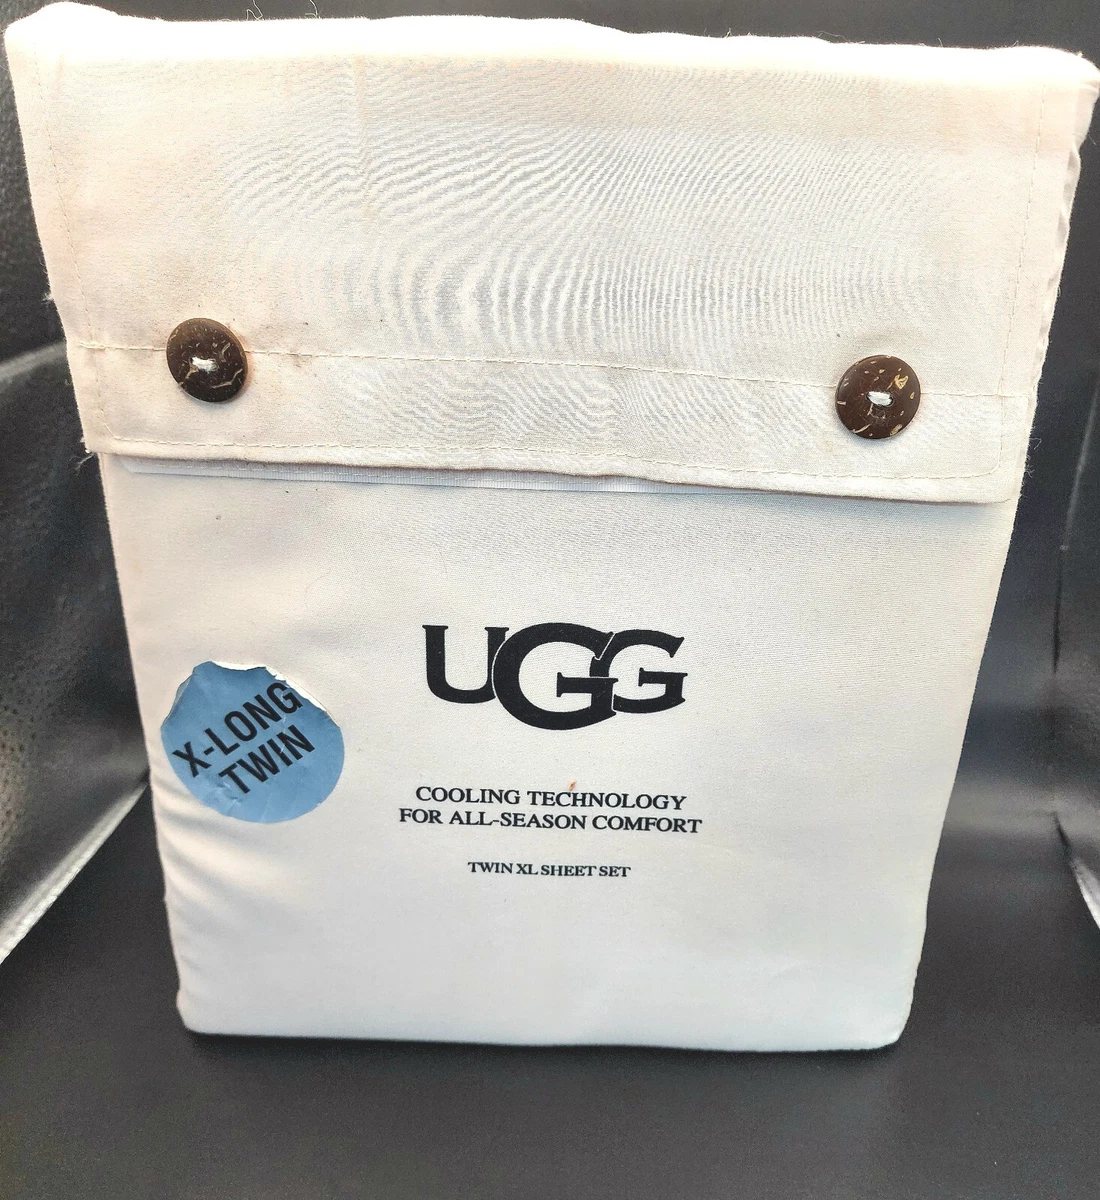 UGG
X-LONG
TWIN
COOLING TECHNOLOGY
FOR ALL-SEASON COMFORT
TWIN XL SHEET SET